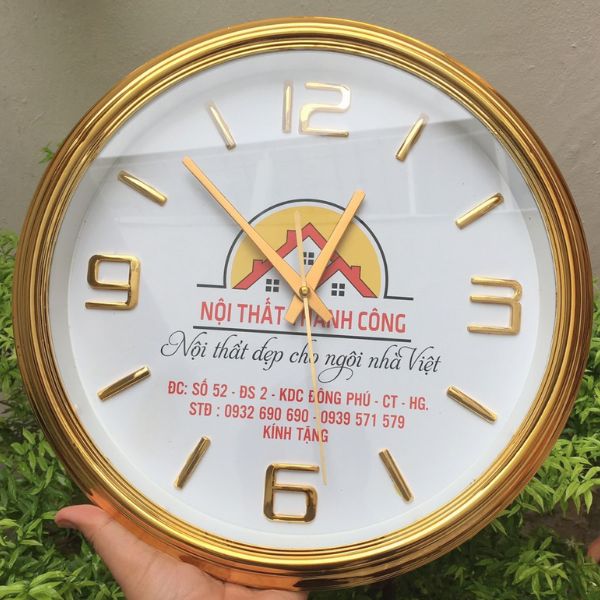 12
9
3
NỘI THẤT THÀNH CÔNG
Nội thất đẹp cho ngôi nhà Việt
ĐC: SỐ 52 - ĐS 2 - KDC ĐÔNG PHÚ - CT - HG.
STĐ : 0932 690 690 - 0939 571 579
KÍNH TẶNG
6